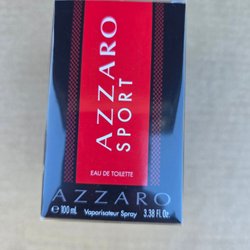 AZZARO
SPORT
EAU DE TOILETTE
AZZARO
℮ 100 mL Vaporisateur Spray 3.38 Fl.Oz.